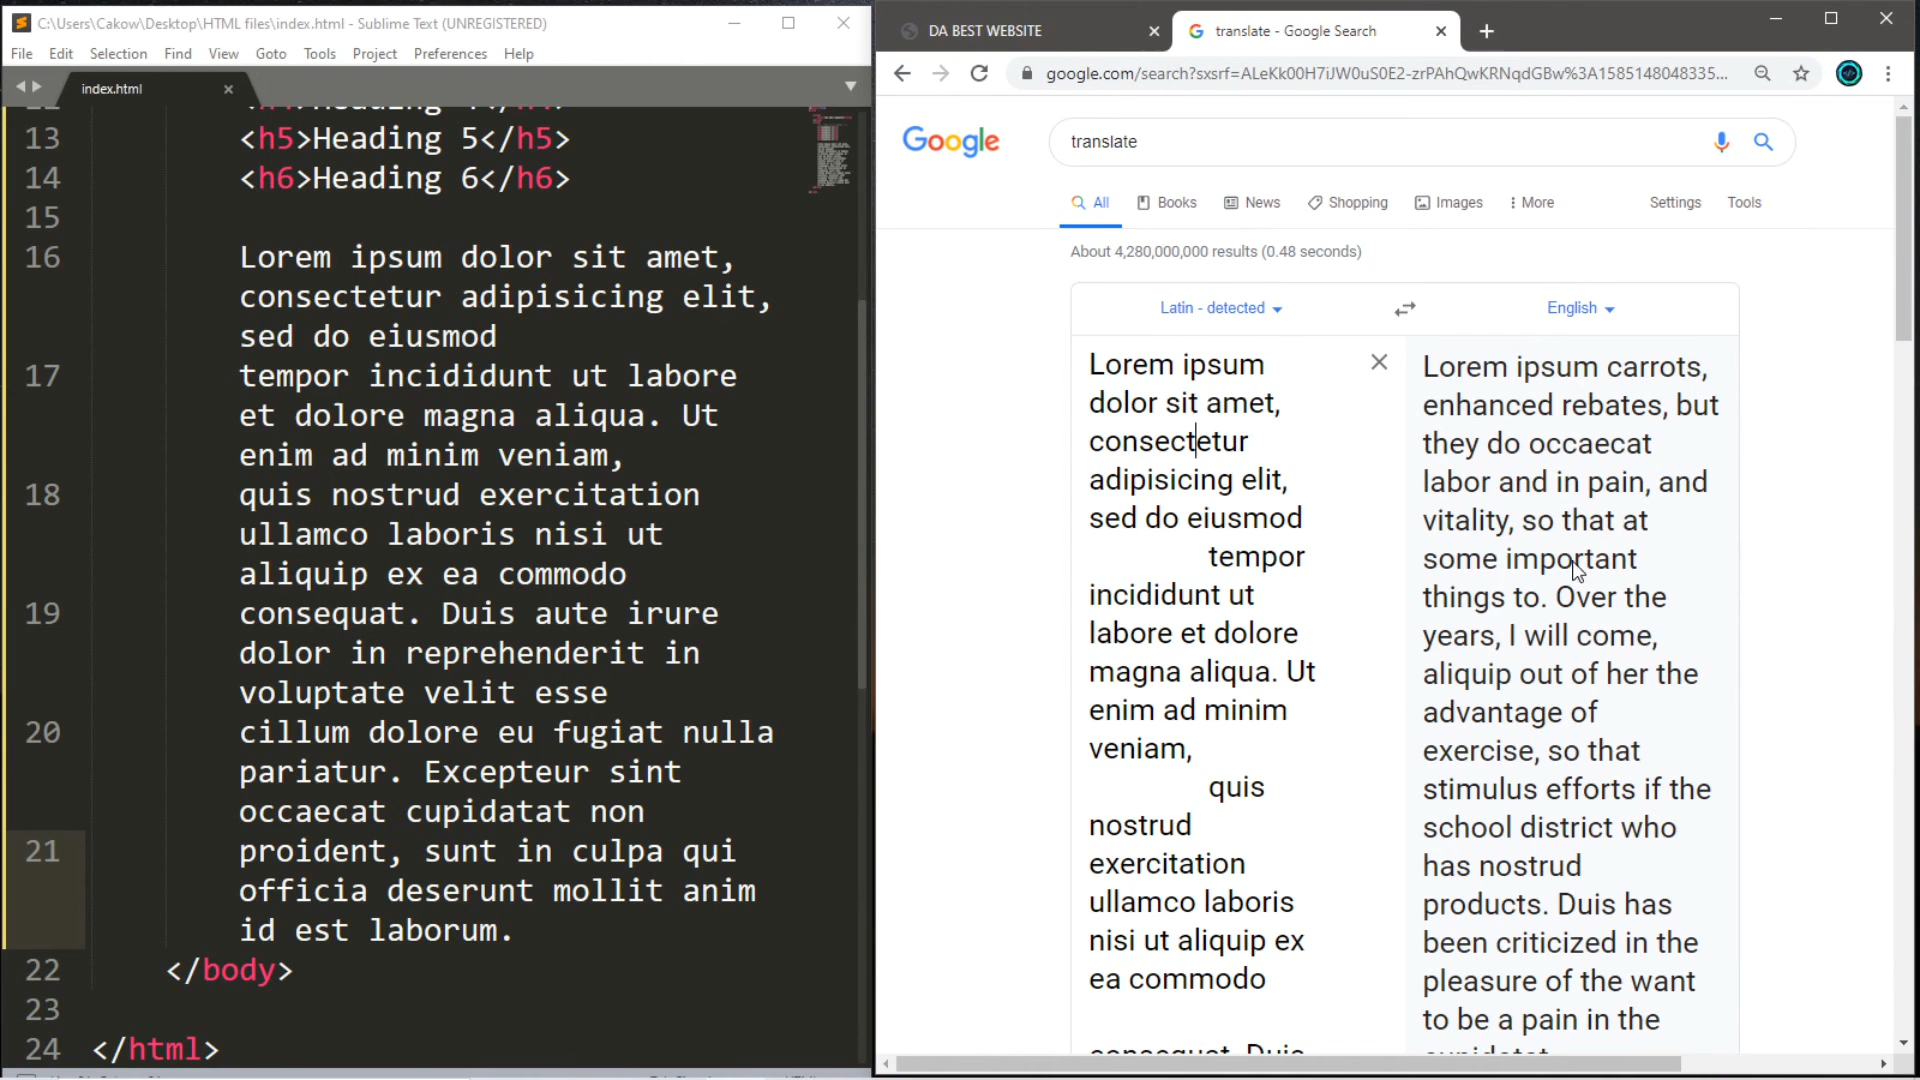 C:\Users\Cakow\Desktop\HTML files\index.html - Sublime Text (UNREGISTERED)
File Edit Selection Find View Goto Tools Project Preferences Help
index.html
13 <h5>Heading 5</h5>
14 <h6>Heading 6</h6>
15
16 Lorem ipsum dolor sit amet,
consectetur adipisicing elit,
sed do eiusmod
17 tempor incididunt ut labore
et dolore magna aliqua. Ut
enim ad minim veniam,
18 quis nostrud exercitation
ullamco laboris nisi ut
aliquip ex ea commodo
19 consequat. Duis aute irure
dolor in reprehenderit in
voluptate velit esse
20 cillum dolore eu fugiat nulla
pariatur. Excepteur sint
occaecat cupidatat non
21 proident, sunt in culpa qui
officia deserunt mollit anim
id est laborum.
22 </body>
23
24 </html>
DA BEST WEBSITE
translate - Google Search
google.com/search?sxsrf=ALeKk00H7iJW0uS0E2-zrPAhQwKRNqdGBw%3A1585148048335...
Google
translate
All Books News Shopping Images More Settings Tools
About 4,280,000,000 results (0.48 seconds)
Latin - detected
English
Lorem ipsum
dolor sit amet,
consectetur
adipisicing elit,
sed do eiusmod
tempor
incididunt ut
labore et dolore
magna aliqua. Ut
enim ad minim
veniam,
quis
nostrud
exercitation
ullamco laboris
nisi ut aliquip ex
ea commodo
consequat. Duis
Lorem ipsum carrots,
enhanced rebates, but
they do occaecat
labor and in pain, and
vitality, so that at
some important
things to. Over the
years, I will come,
aliquip out of her the
advantage of
exercise, so that
stimulus efforts if the
school district who
has nostrud
products. Duis has
been criticized in the
pleasure of the want
to be a pain in the
cupidatat